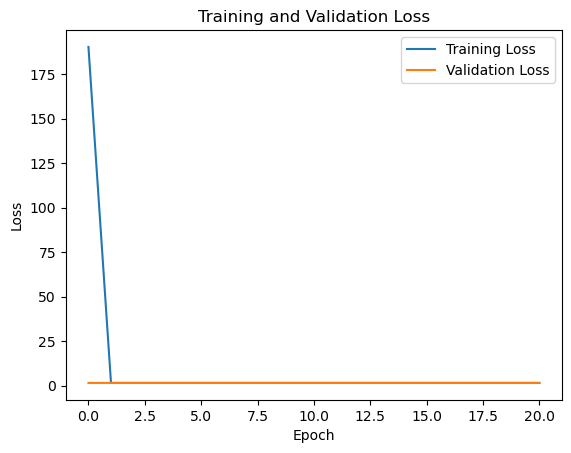 Training and Validation Loss
Training Loss
Validation Loss
175
150
125
100
75
50
25
0
Loss
0.0 2.5 5.0 7.5 10.0 12.5 15.0 17.5 20.0
Epoch